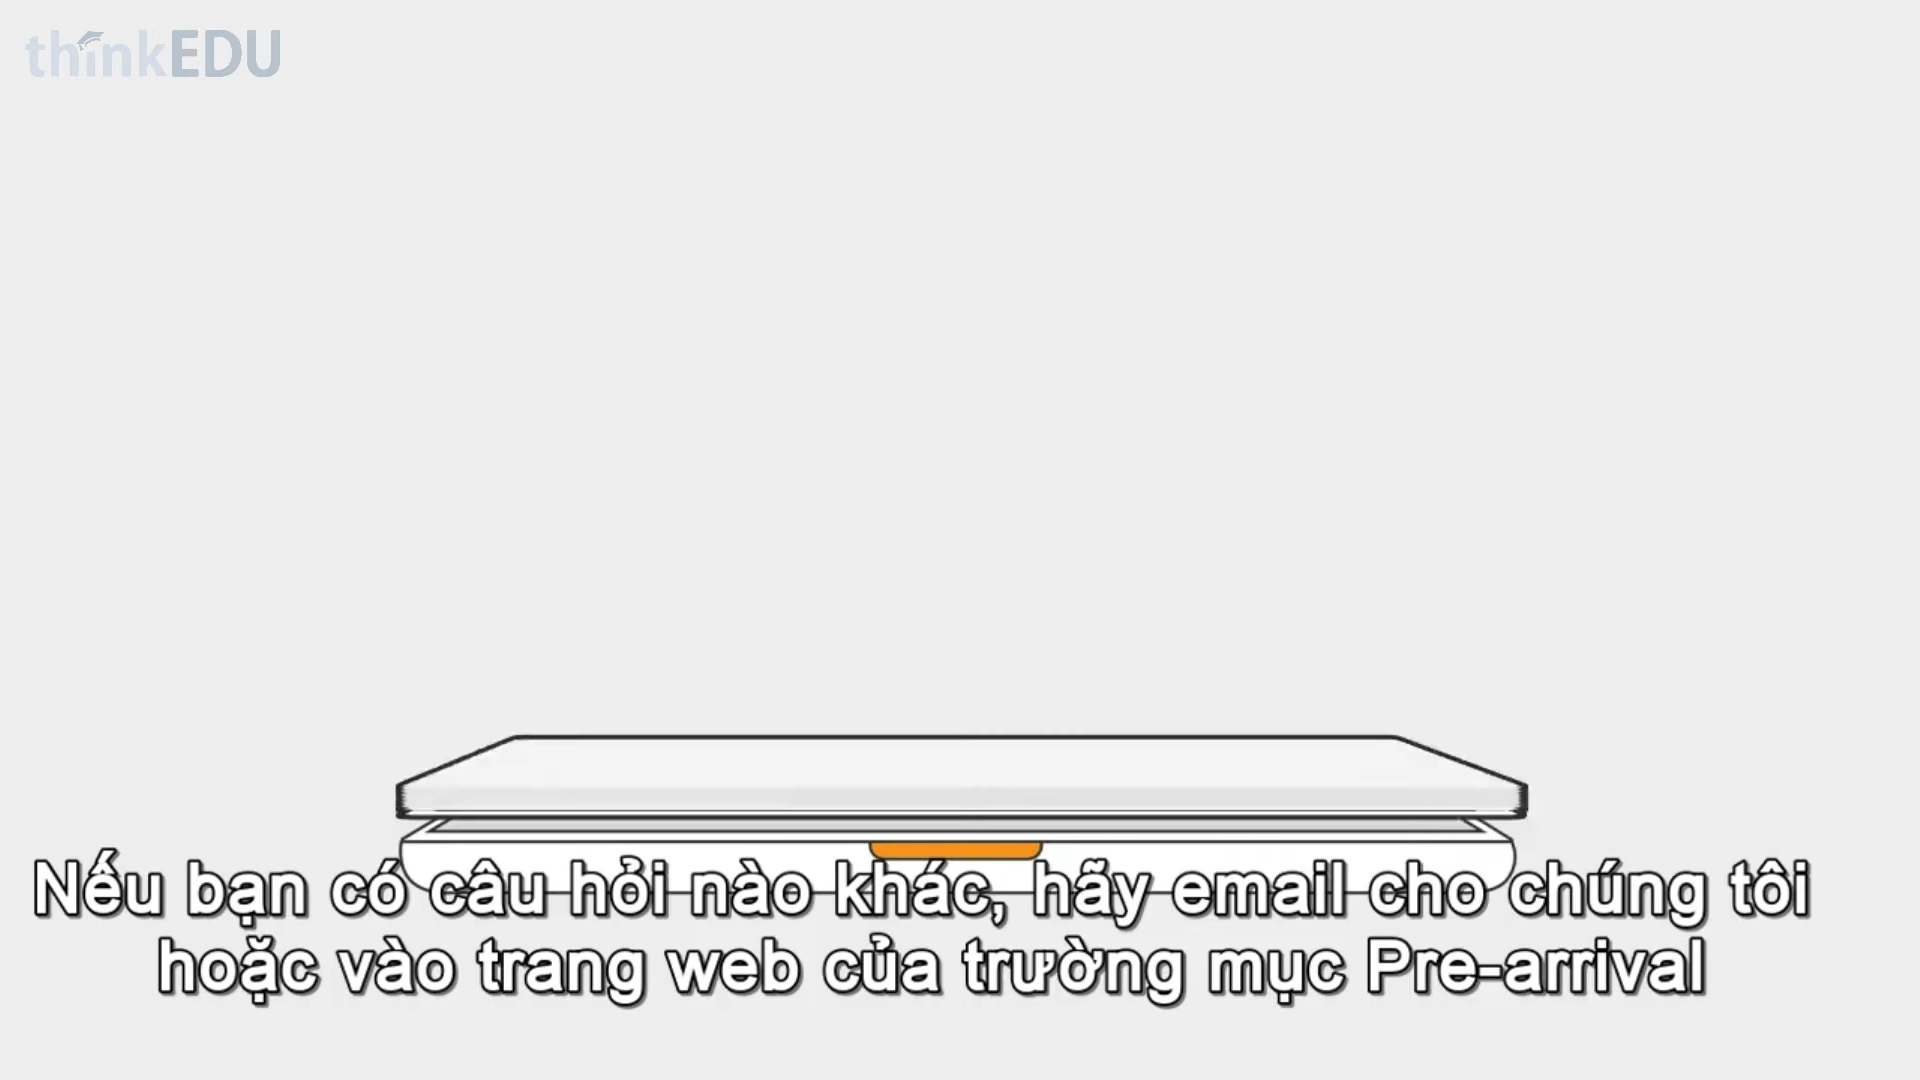 thinkEDU
Nếu bạn có câu hỏi nào khác, hãy email cho chúng tôi
hoặc vào trang web của trường mục Pre-arrival